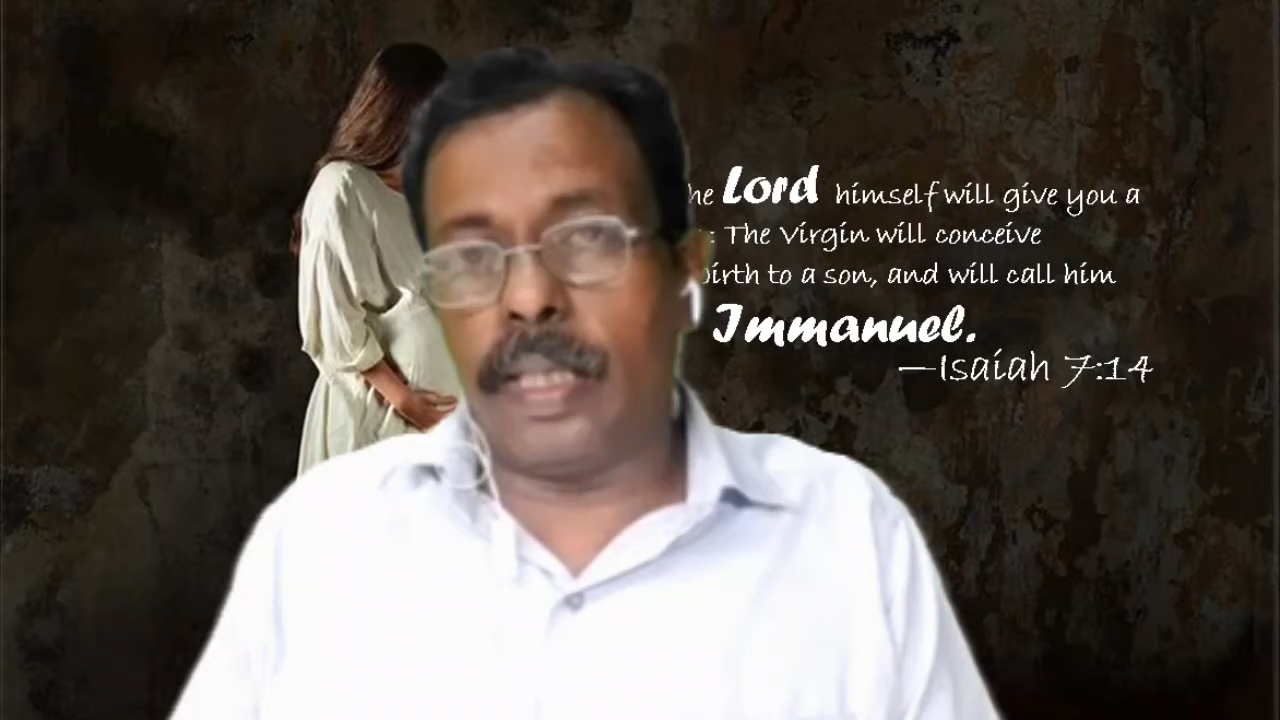 he Lord himself will give you a
: The Virgin will conceive
birth to a son, and will call him
Immanuel.
—Isaiah 7:14